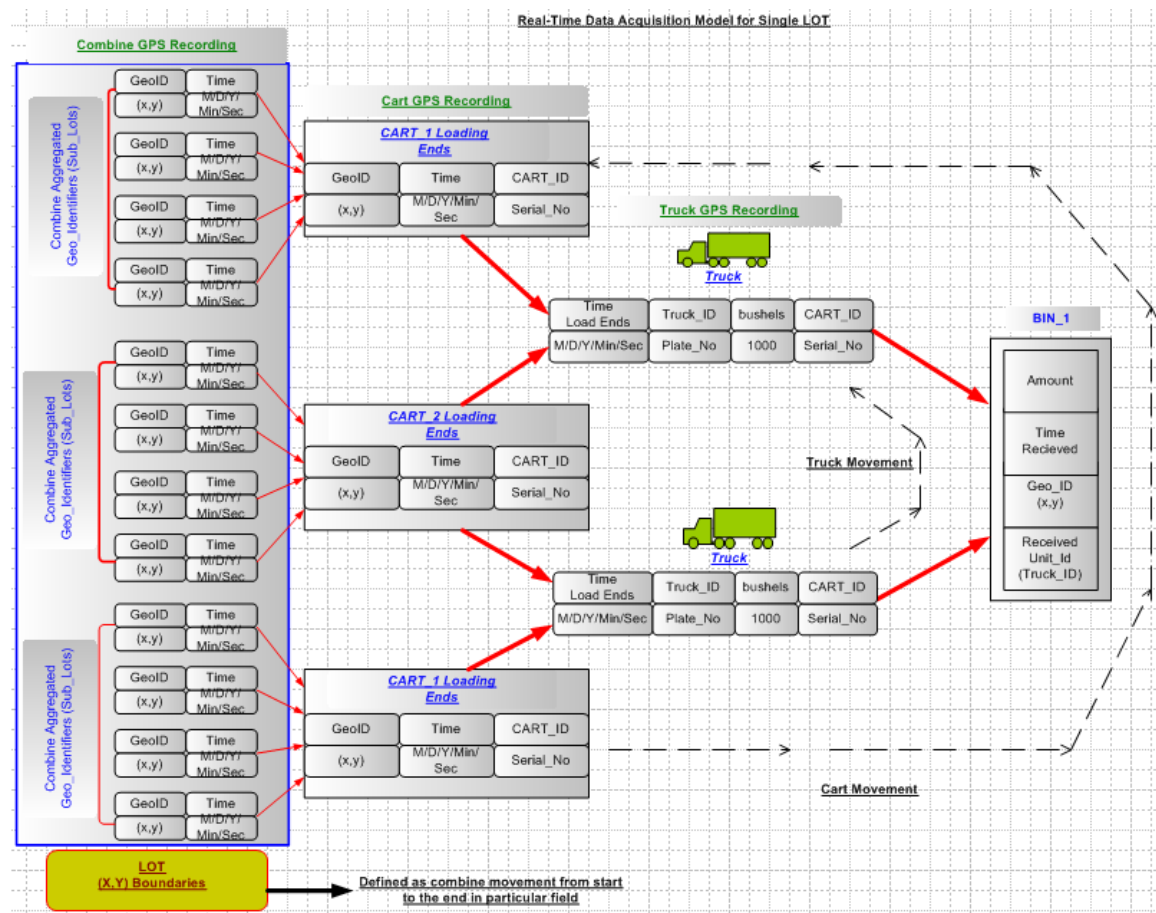 Real-Time Data Acquisition Model for Single LOT
Combine GPS Recording
Combine Aggregated
Geo_Identifiers (Sub_Lots)
GeoID Time
(x,y) M/D/Y/
Min/Sec
GeoID Time
(x,y) M/D/Y/
Min/Sec
GeoID Time
(x,y) M/D/Y/
Min/Sec
GeoID Time
(x,y) M/D/Y/
Min/Sec
Combine Aggregated
Geo_Identifiers (Sub_Lots)
GeoID Time
(x,y) M/D/Y/
Min/Sec
GeoID Time
(x,y) M/D/Y/
Min/Sec
GeoID Time
(x,y) M/D/Y/
Min/Sec
GeoID Time
(x,y) M/D/Y/
Min/Sec
Combine Aggregated
Geo_Identifiers (Sub_Lots)
GeoID Time
(x,y) M/D/Y/
Min/Sec
GeoID Time
(x,y) M/D/Y/
Min/Sec
GeoID Time
(x,y) M/D/Y/
Min/Sec
GeoID Time
(x,y) M/D/Y/
Min/Sec
Cart GPS Recording
CART_1 Loading
Ends
GeoID Time CART_ID
(x,y) M/D/Y/Min/
Sec Serial_No
CART_2 Loading
Ends
GeoID Time CART_ID
(x,y) M/D/Y/Min/
Sec Serial_No
CART_1 Loading
Ends
GeoID Time CART_ID
(x,y) M/D/Y/Min/
Sec Serial_No
Truck GPS Recording
Truck
Time
Load Ends Truck_ID bushels CART_ID
M/D/Y/Min/Sec Plate_No 1000 Serial_No
Truck Movement
Truck
Time
Load Ends Truck_ID bushels CART_ID
M/D/Y/Min/Sec Plate_No 1000 Serial_No
BIN_1
Amount
Time
Recieved
Geo_ID
(x,y)
Received
Unit_Id
(Truck_ID)
Cart Movement
LOT
(X,Y) Boundaries
Defined as combine movement from start
to the end in particular field